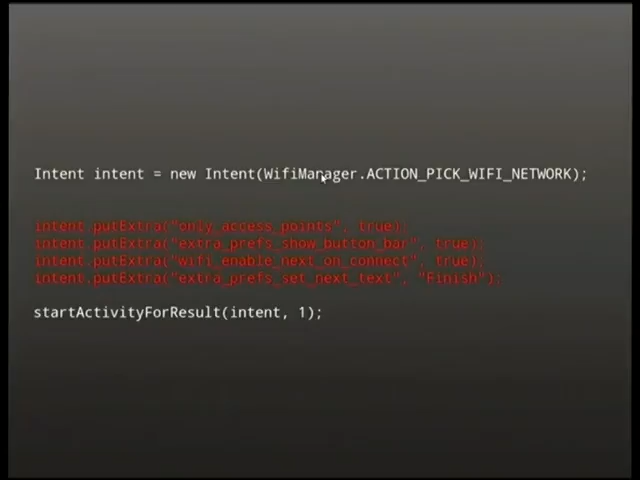 Intent intent = new Intent(WifiManager.ACTION_PICK_WIFI_NETWORK);
intent.putExtra("only_access_points", true);
intent.putExtra("extra_prefs_show_button_bar", true);
intent.putExtra("wifi_enable_next_on_connect", true);
intent.putExtra("extra_prefs_set_next_text", "Finish");
startActivityForResult(intent, 1);